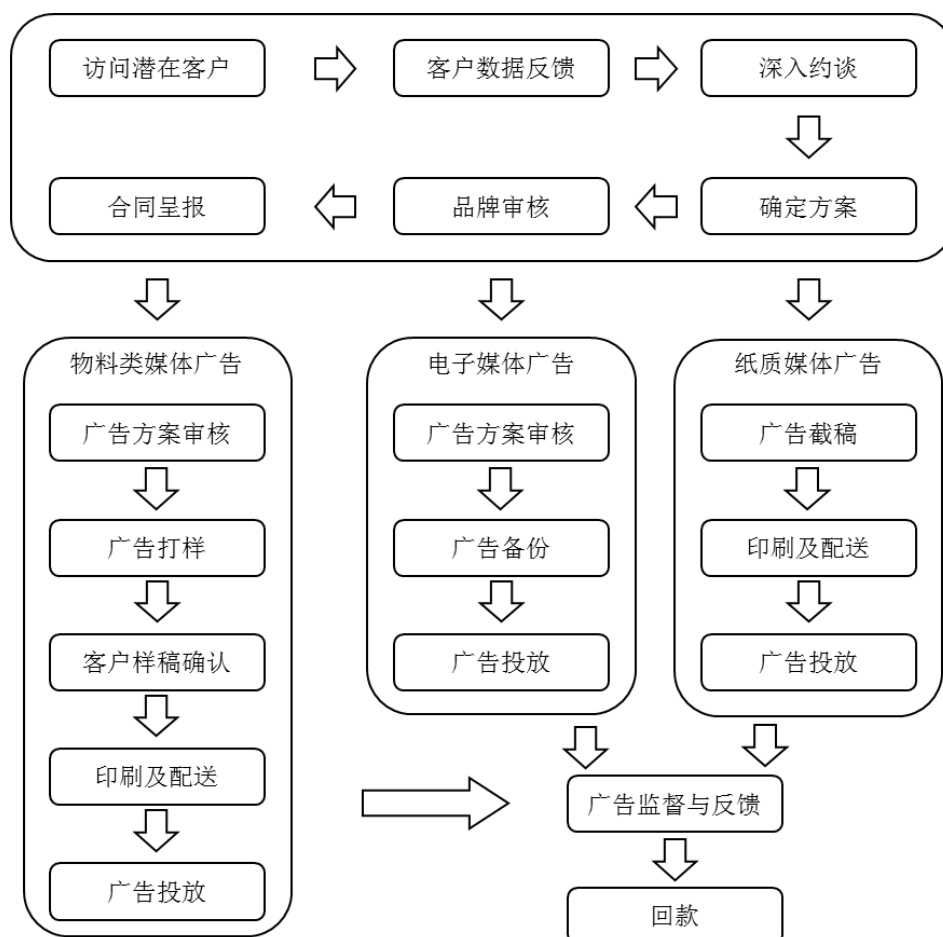 访问潜在客户
客户数据反馈
深入约谈
合同呈报
品牌审核
确定方案
物料类媒体广告
广告方案审核
广告打样
客户样稿确认
印刷及配送
广告投放
电子媒体广告
广告方案审核
广告备份
广告投放
纸质媒体广告
广告截稿
印刷及配送
广告投放
广告监督与反馈
回款